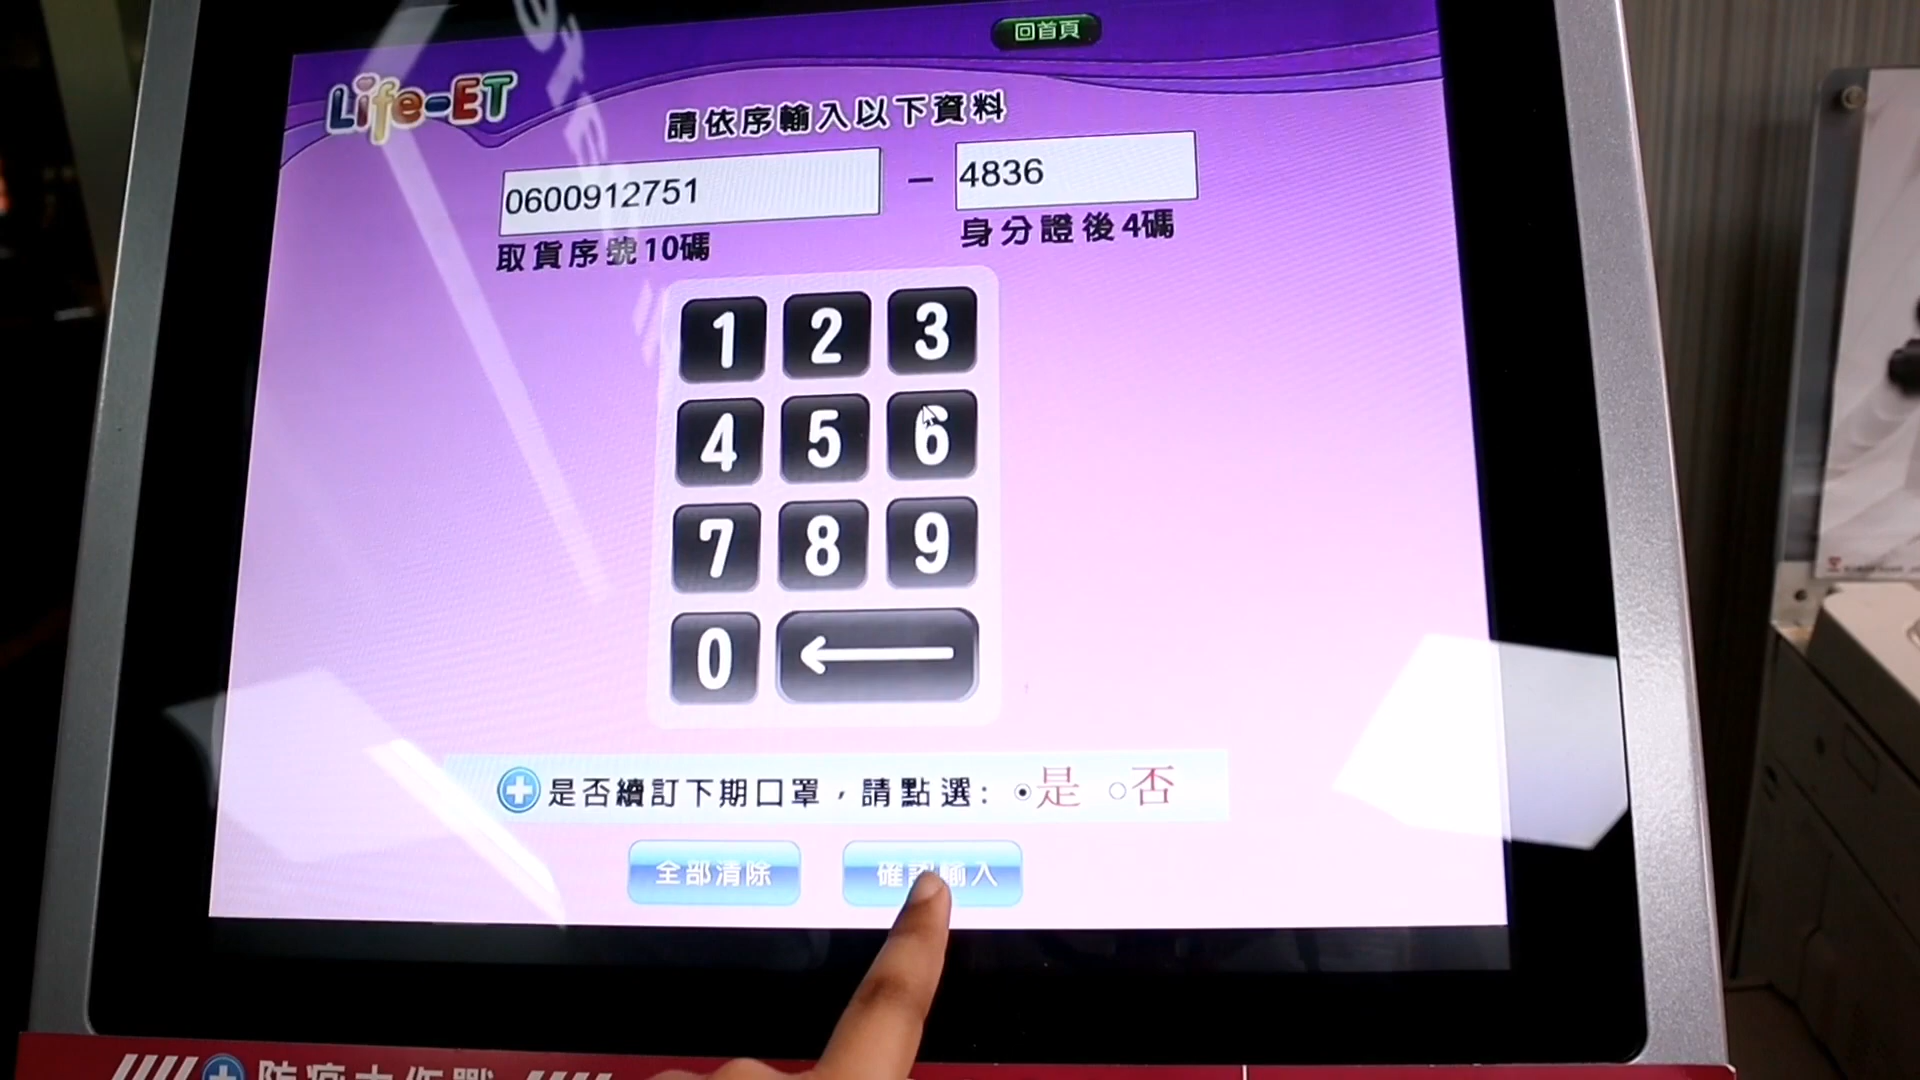 回首頁
Life-ET
請依序輸入以下資料
0600912751 - 4836
取貨序號10碼 身分證後4碼
1 2 3
4 5 6
7 8 9
0
是否續訂下期口罩，請點選: 是 否
全部清除 確認輸入
防疫大作戰